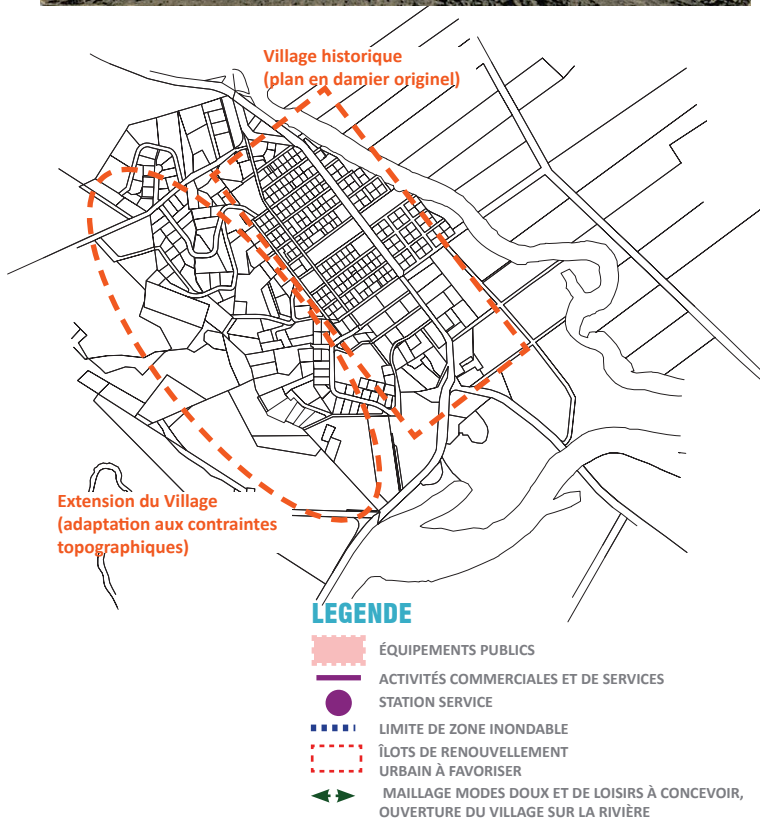 Village historique
(plan en damier originel)
Extension du Village
(adaptation aux contraintes
topographiques)
LEGENDE
ÉQUIPEMENTS PUBLICS
ACTIVITÉS COMMERCIALES ET DE SERVICES
STATION SERVICE
LIMITE DE ZONE INONDABLE
ÎLOTS DE RENOUVELLEMENT
URBAIN À FAVORISER
MAILLAGE MODES DOUX ET DE LOISIRS À CONCEVOIR,
OUVERTURE DU VILLAGE SUR LA RIVIÈRE